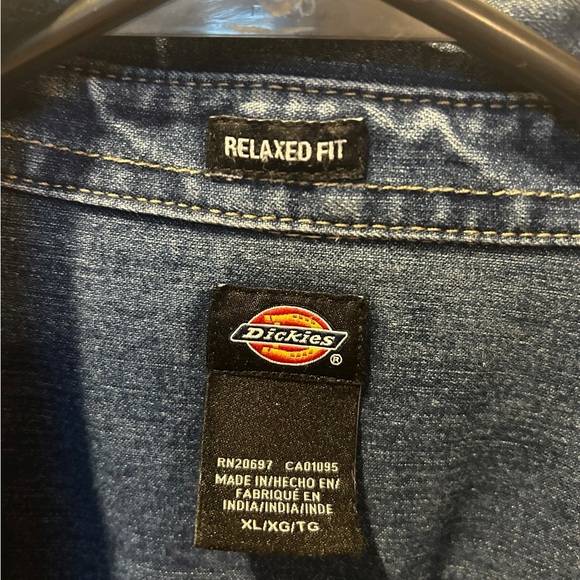 RELAXED FIT
Dickies®
RN20697 CA01095
MADE IN/HECHO EN/
FABRIQUÉ EN
INDIA/INDIA/INDE
XL/XG/TG